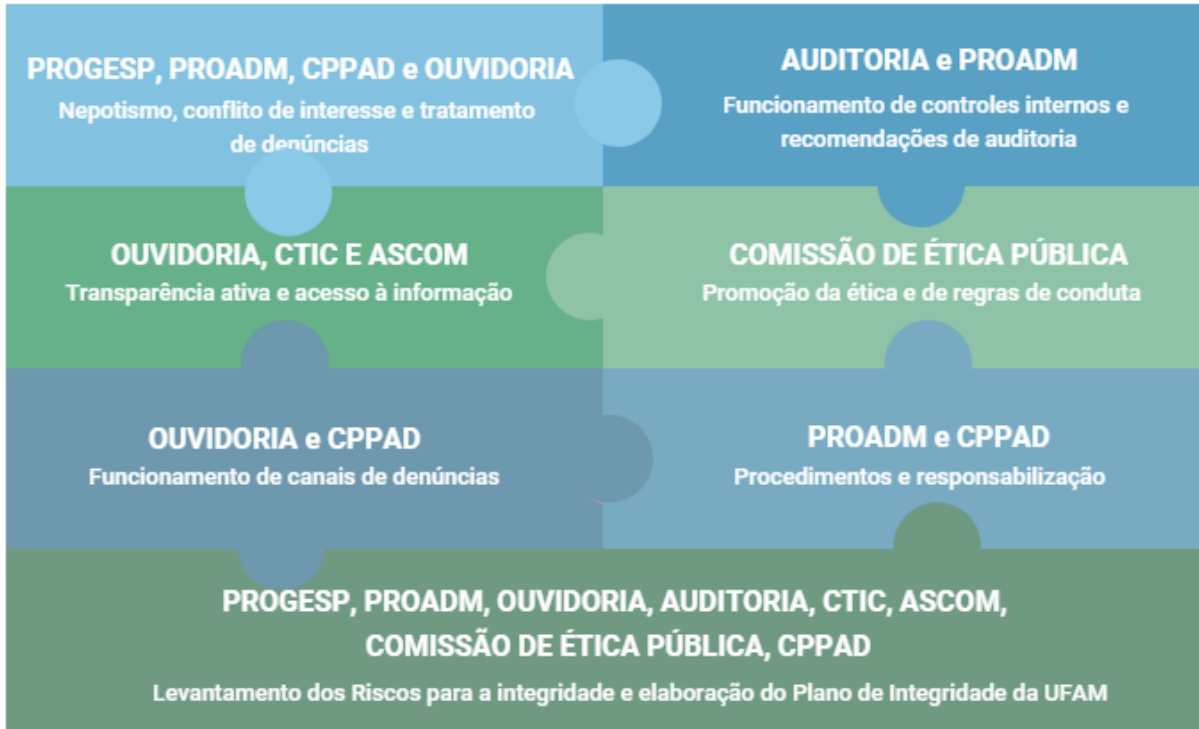 PROGESP, PROADM, CPPAD e OUVIDORIA
Nepotismo, conflito de interesse e tratamento
de denúncias
AUDITORIA e PROADM
Funcionamento de controles internos e
recomendações de auditoria
OUVIDORIA, CTIC E ASCOM
Transparência ativa e acesso à informação
COMISSÃO DE ÉTICA PÚBLICA
Promoção da ética e de regras de conduta
OUVIDORIA e CPPAD
Funcionamento de canais de denúncias
PROADM e CPPAD
Procedimentos e responsabilização
PROGESP, PROADM, OUVIDORIA, AUDITORIA, CTIC, ASCOM,
COMISSÃO DE ÉTICA PÚBLICA, CPPAD
Levantamento dos Riscos para a integridade e elaboração do Plano de Integridade da UFAM